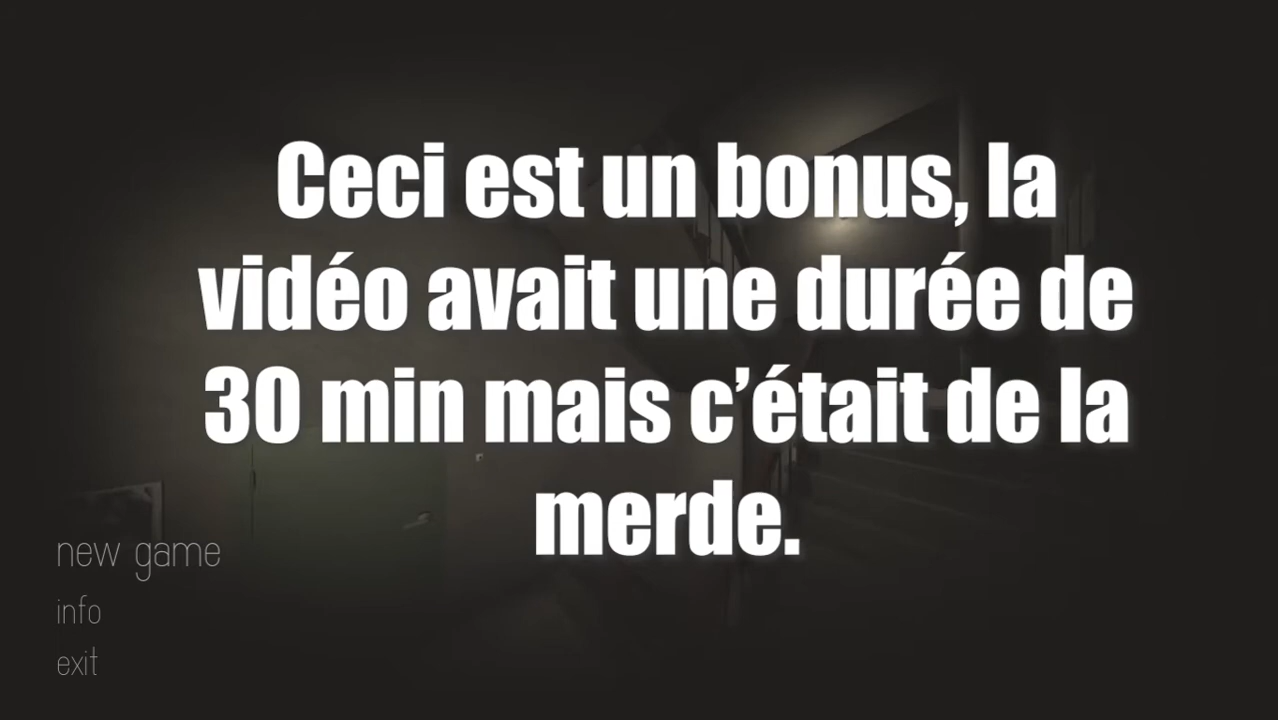 Ceci est un bonus, la
vidéo avait une durée de
30 min mais c’était de la
merde.
new game
info
exit